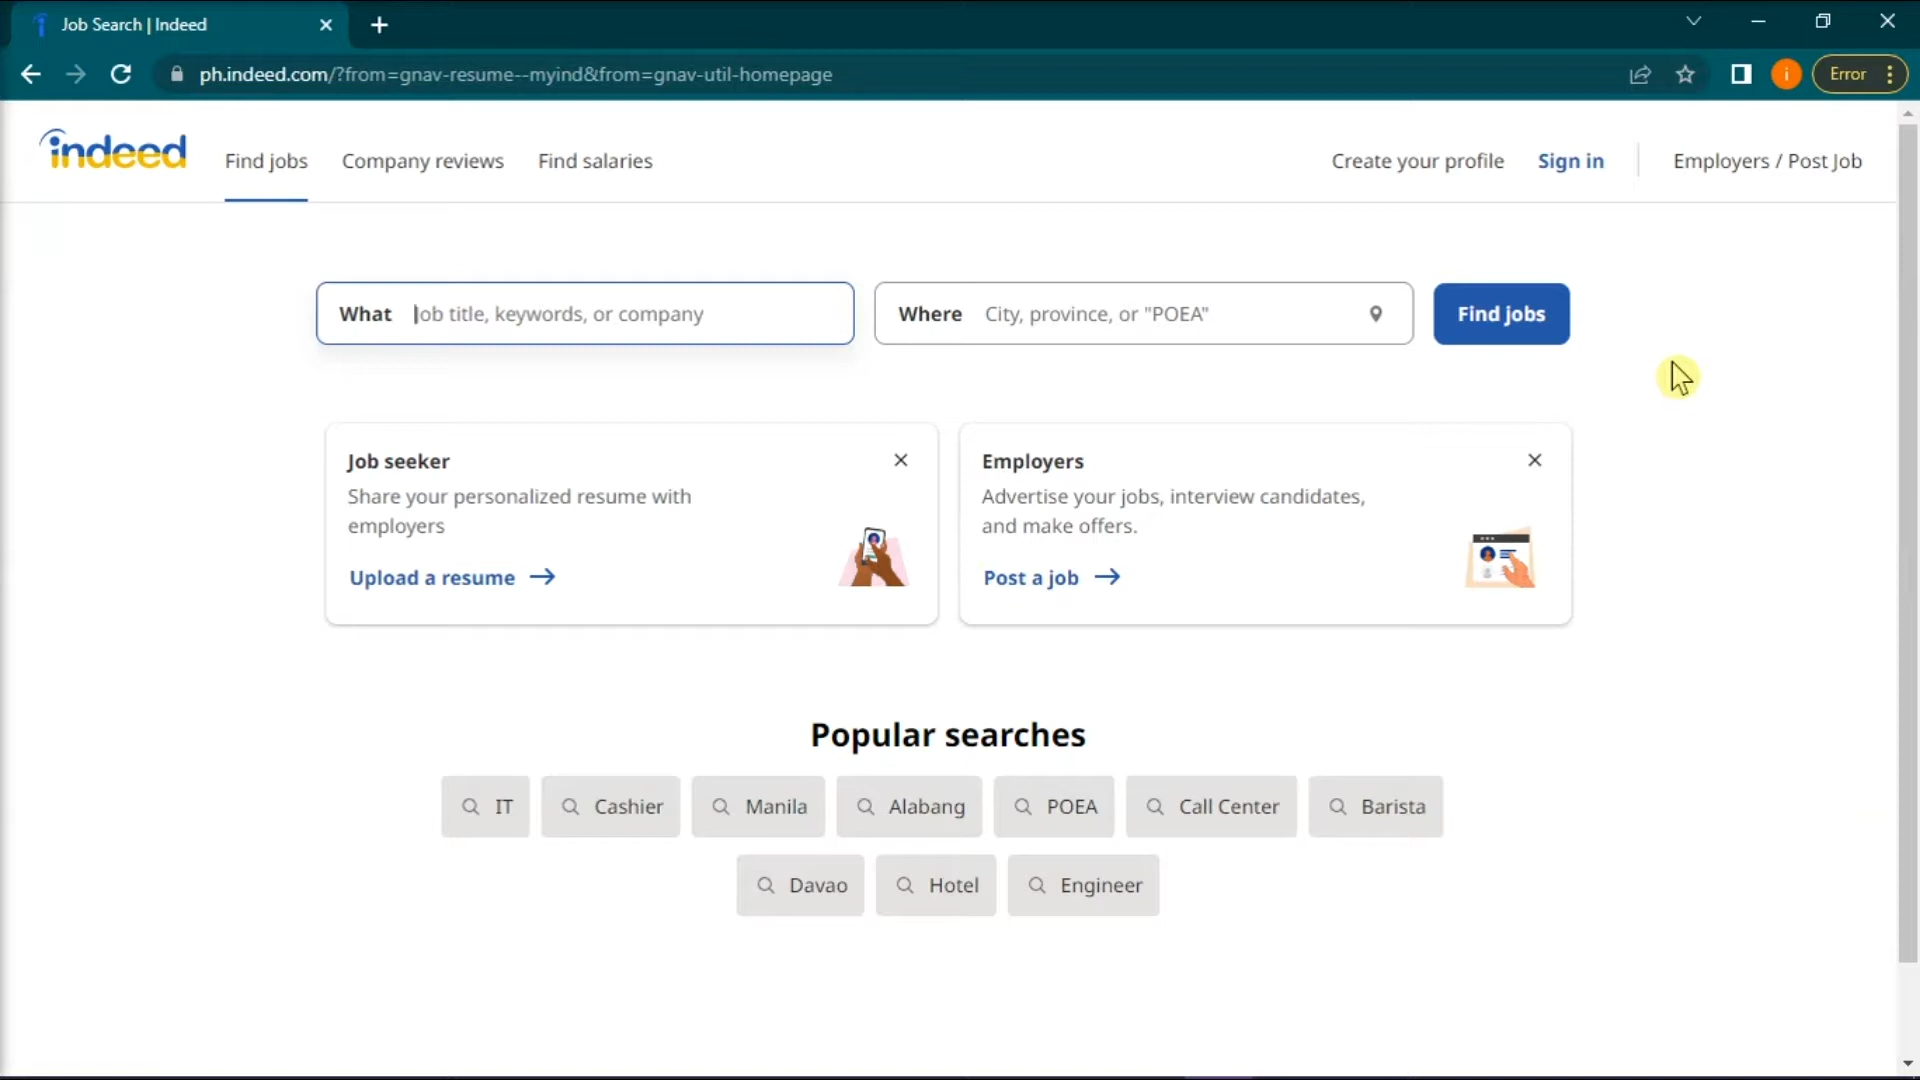 Job Search | Indeed
ph.indeed.com/?from=gnav-resume--myind&from=gnav-util-homepage
i
Error
indeed
Find jobs
Company reviews
Find salaries
Create your profile
Sign in
Employers / Post Job
What
Job title, keywords, or company
Where
City, province, or "POEA"
Find jobs
Job seeker
Share your personalized resume with
employers
Upload a resume
Employers
Advertise your jobs, interview candidates,
and make offers.
Post a job
Popular searches
IT
Cashier
Manila
Alabang
POEA
Call Center
Barista
Davao
Hotel
Engineer